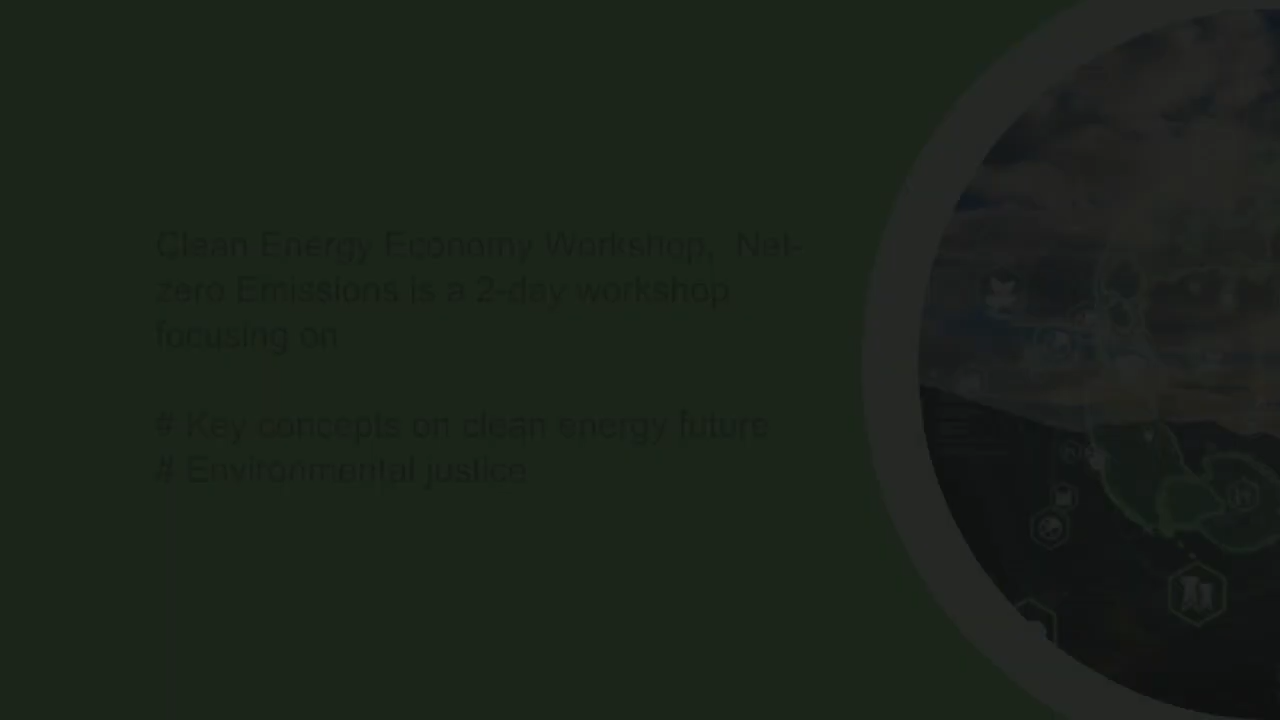 Clean Energy Economy Workshop,  Net-
zero Emissions is a 2-day workshop
focusing on
# Key concepts on clean energy future
# Environmental justice